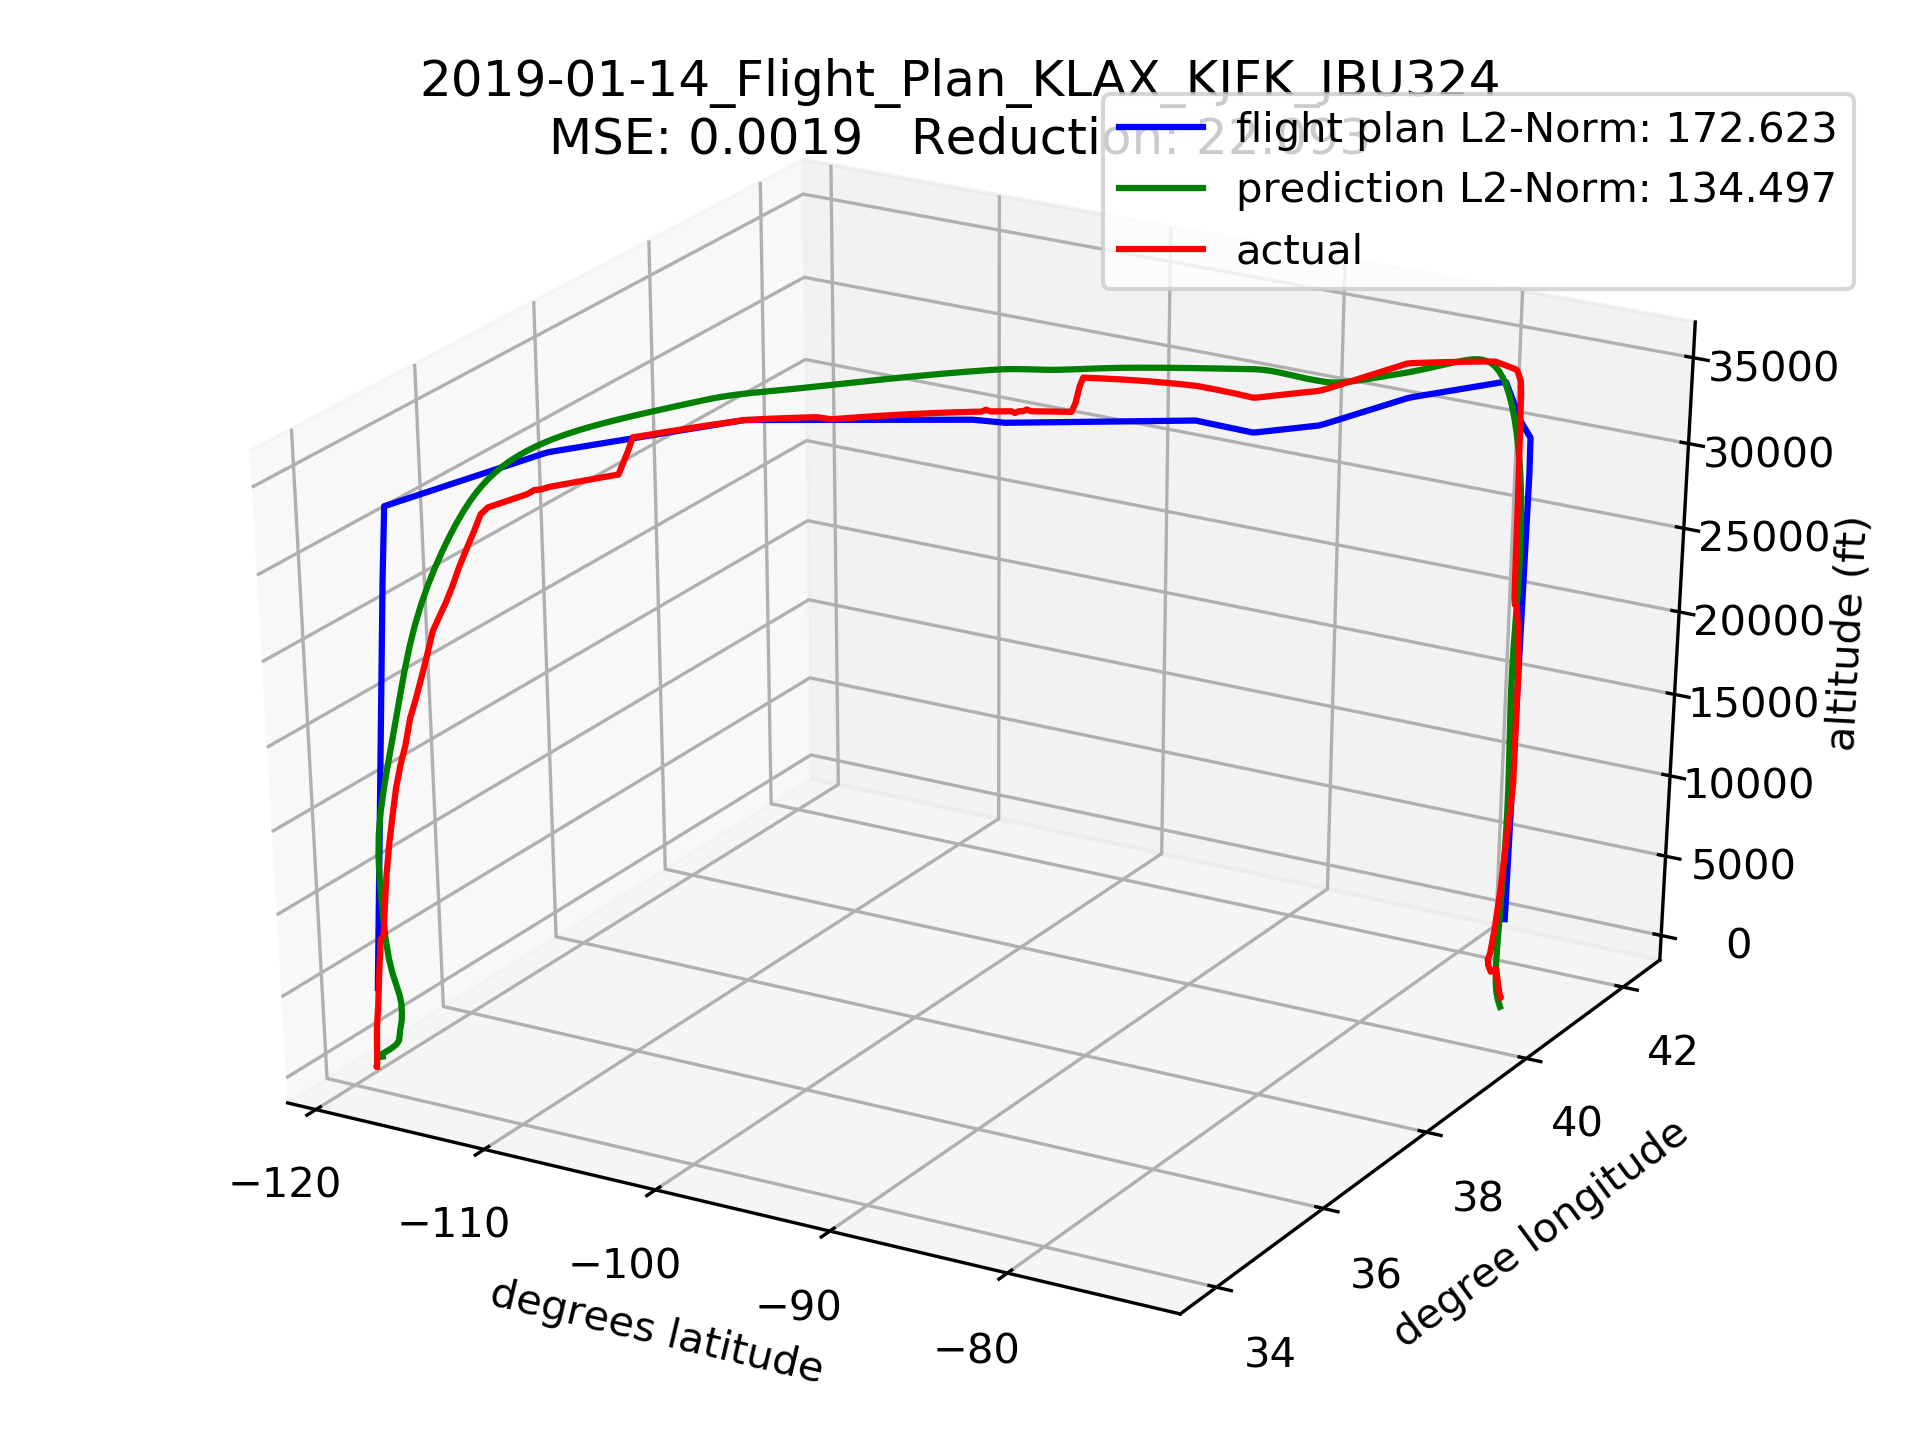 2019-01-14_Flight_Plan_KLAX_KJFK_JBU324
MSE: 0.0019   Reduction: 22.093
flight plan L2-Norm: 172.623
prediction L2-Norm: 134.497
actual
35000
30000
25000
20000
15000
10000
5000
0
altitude (ft)
−120
−110
−100
−90
−80
degrees latitude
34
36
38
40
42
degree longitude